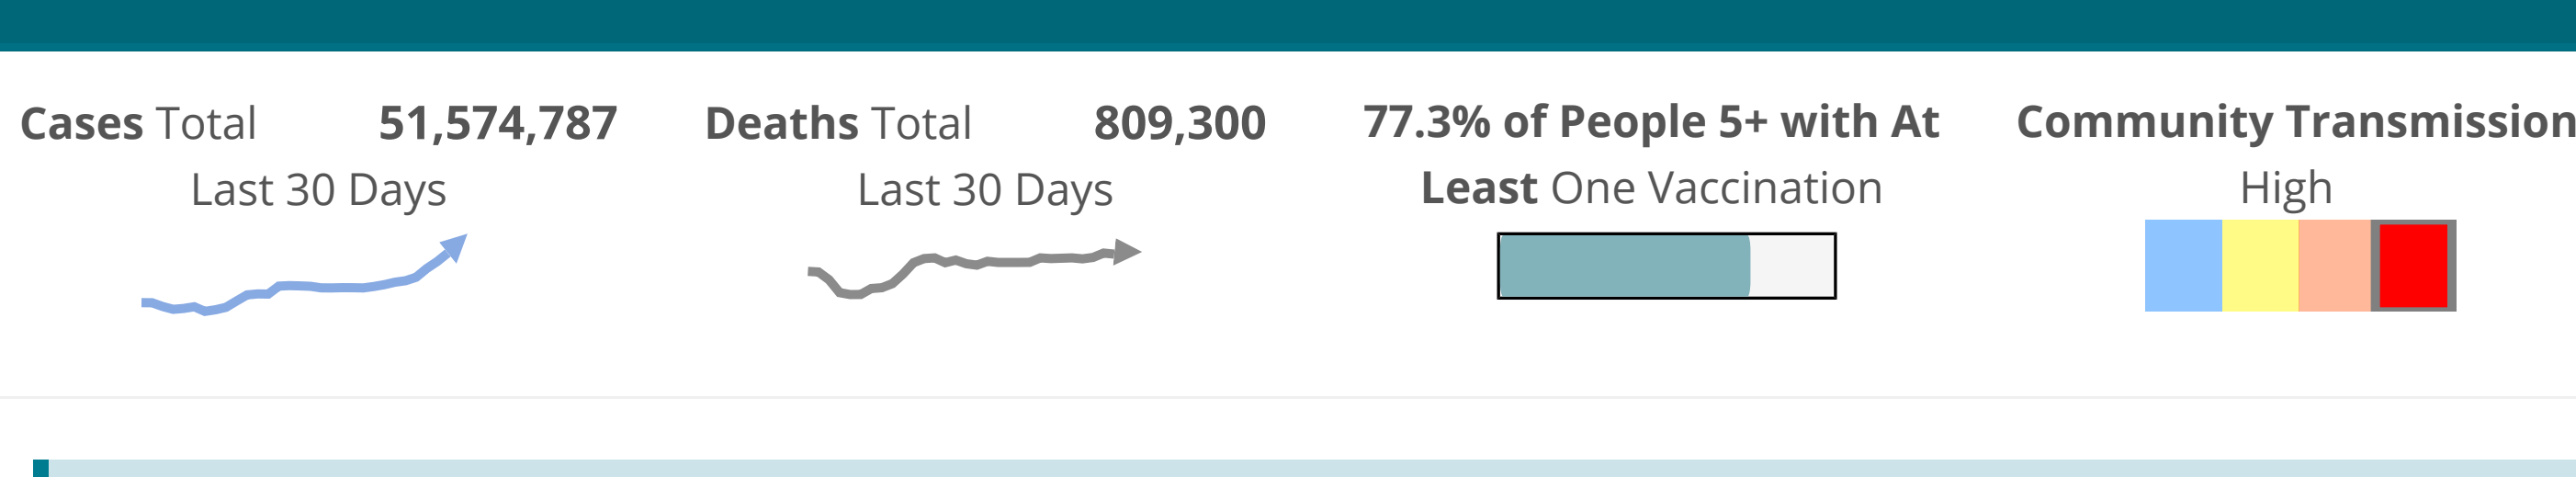 Cases Total 51,574,787
Last 30 Days
Deaths Total 809,300
Last 30 Days
77.3% of People 5+ with At
Least One Vaccination
Community Transmission
High